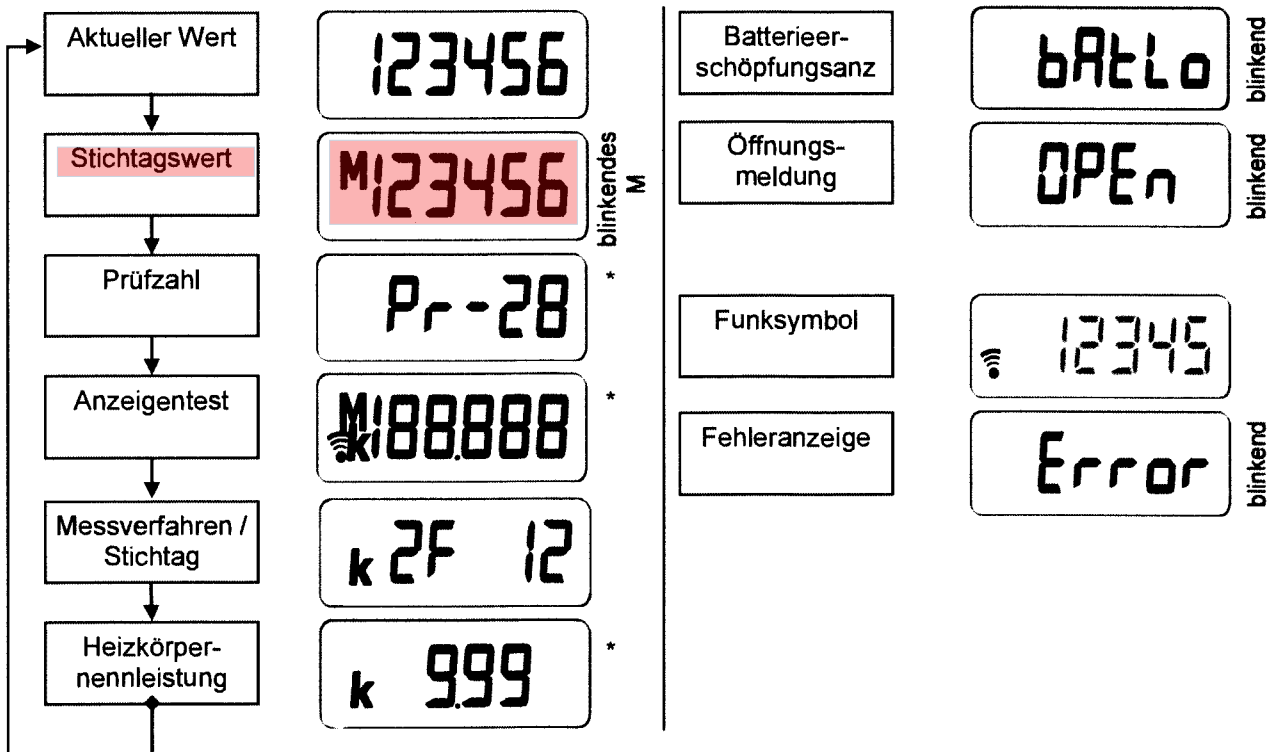 Aktueller Wert
123456
Stichtagswert
M123456
blinkendes
M
Prüfzahl
Pr-28
*
Anzeigentest
Mk188.888
*
Messverfahren /
Stichtag
k 2F 12
Heizkörper-
nennleistung
k 9.99
*
Batterieer-
schöpfungsanz
bAtLo
blinkend
Öffnungs-
meldung
OPEn
blinkend
Funksymbol
12345
Fehleranzeige
Error
blinkend